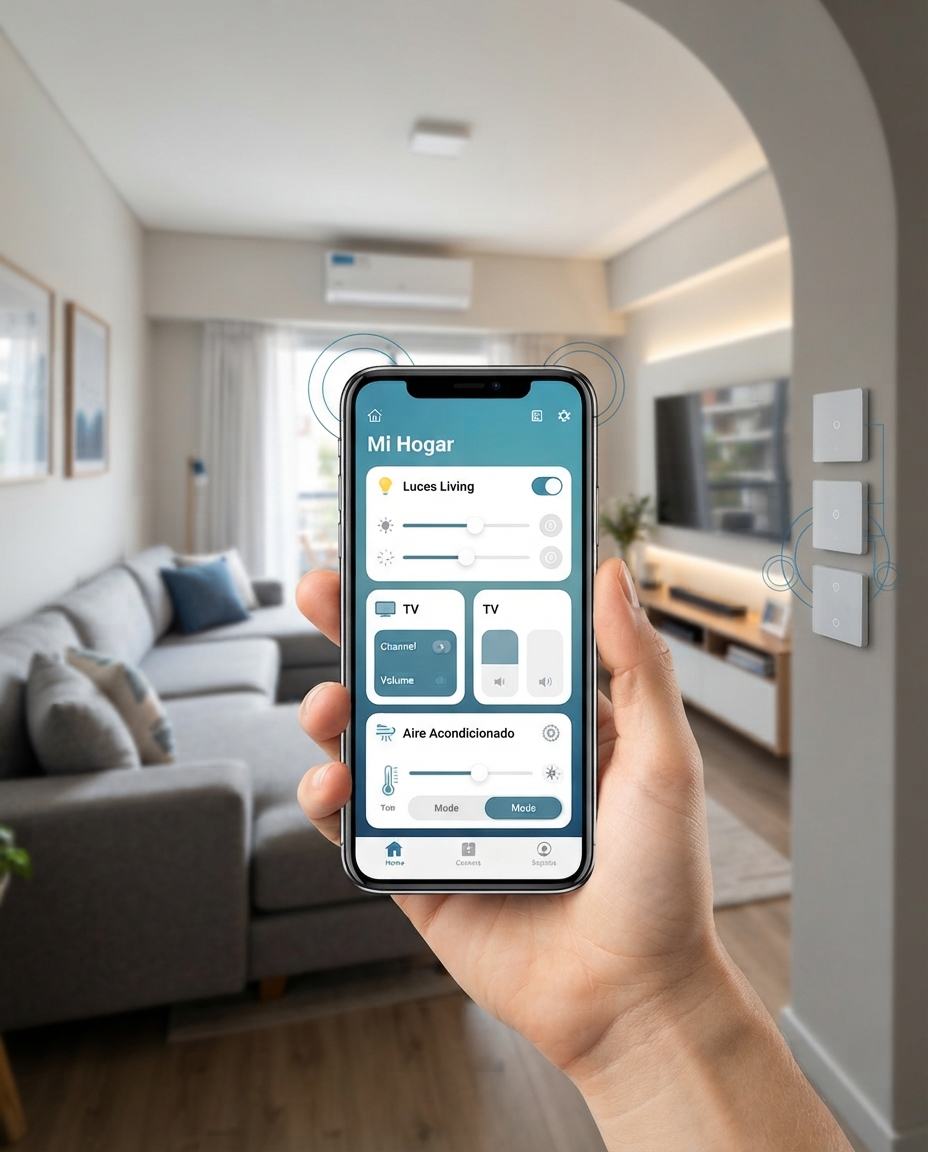 Mi Hogar
Luces Living
TV
Channel
Volume
TV
Aire Acondicionado
Mode
Mode
Home